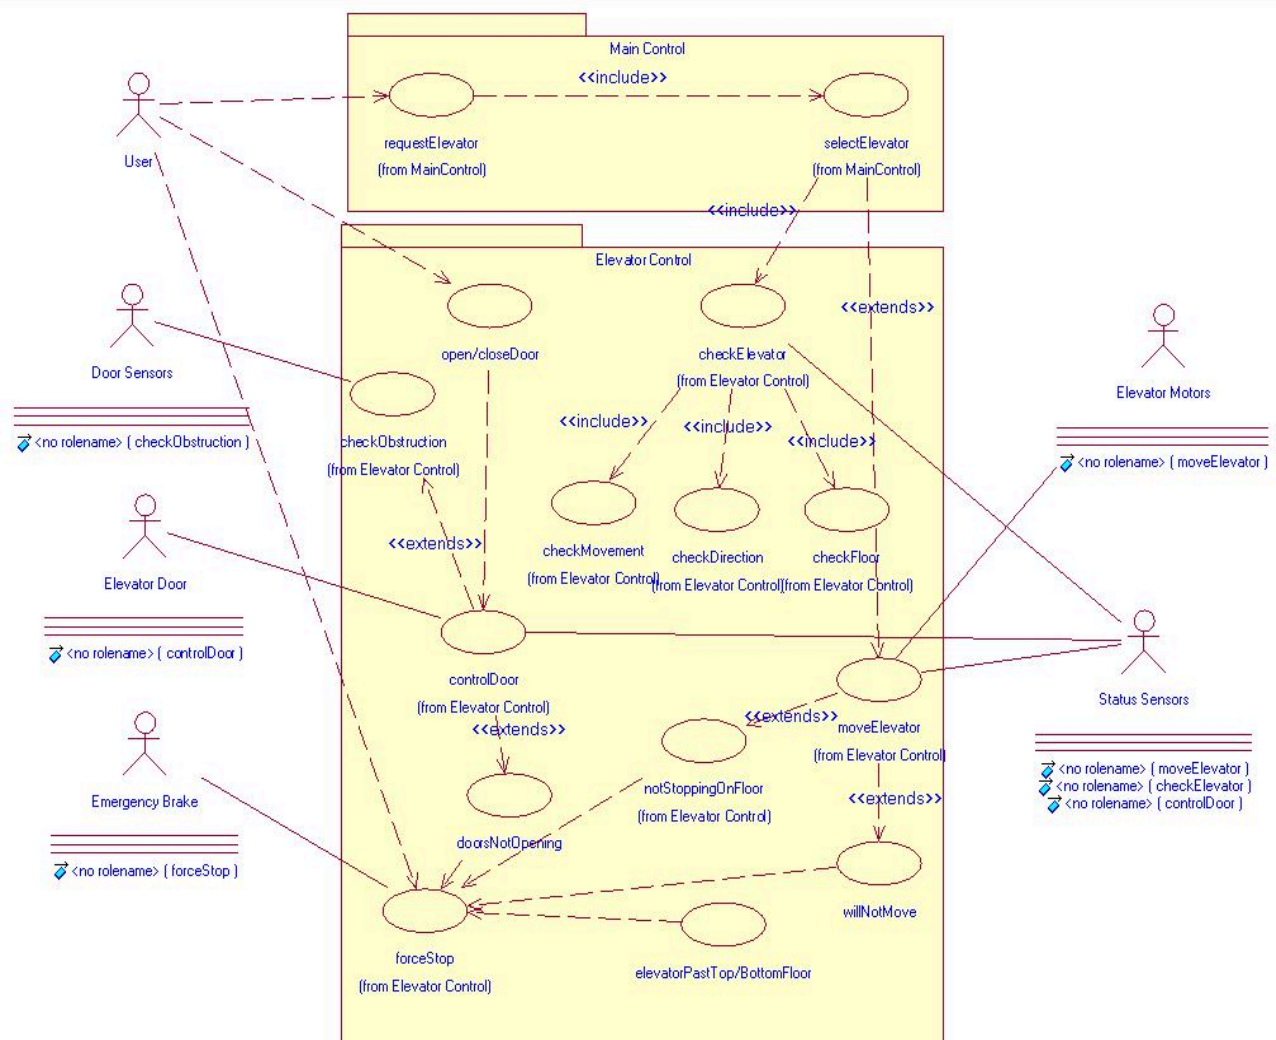 Main Control
<<include>>
requestElevator
(from MainControl)
selectElevator
(from MainControl)
User
<<include>>
Elevator Control
<<extends>>
open/closeDoor
checkElevator
(from Elevator Control)
Door Sensors
<no rolename> ( checkObstruction )
checkObstruction
(from Elevator Control)
Elevator Motors
<no rolename> ( moveElevator )
<<include>>
<<include>>
<<include>>
<<extends>>
checkMovement
(from Elevator Control)
checkDirection
(from Elevator Control)
checkFloor
(from Elevator Control)
Elevator Door
<no rolename> ( controlDoor )
controlDoor
(from Elevator Control)
<<extends>>
Status Sensors
<no rolename> ( moveElevator )
<no rolename> ( checkElevator )
<no rolename> ( controlDoor )
<<extends>>
moveElevator
(from Elevator Control)
notStoppingOnFloor
(from Elevator Control)
<<extends>>
Emergency Brake
<no rolename> ( forceStop )
doorsNotOpening
willNotMove
forceStop
(from Elevator Control)
elevatorPastTop/BottomFloor